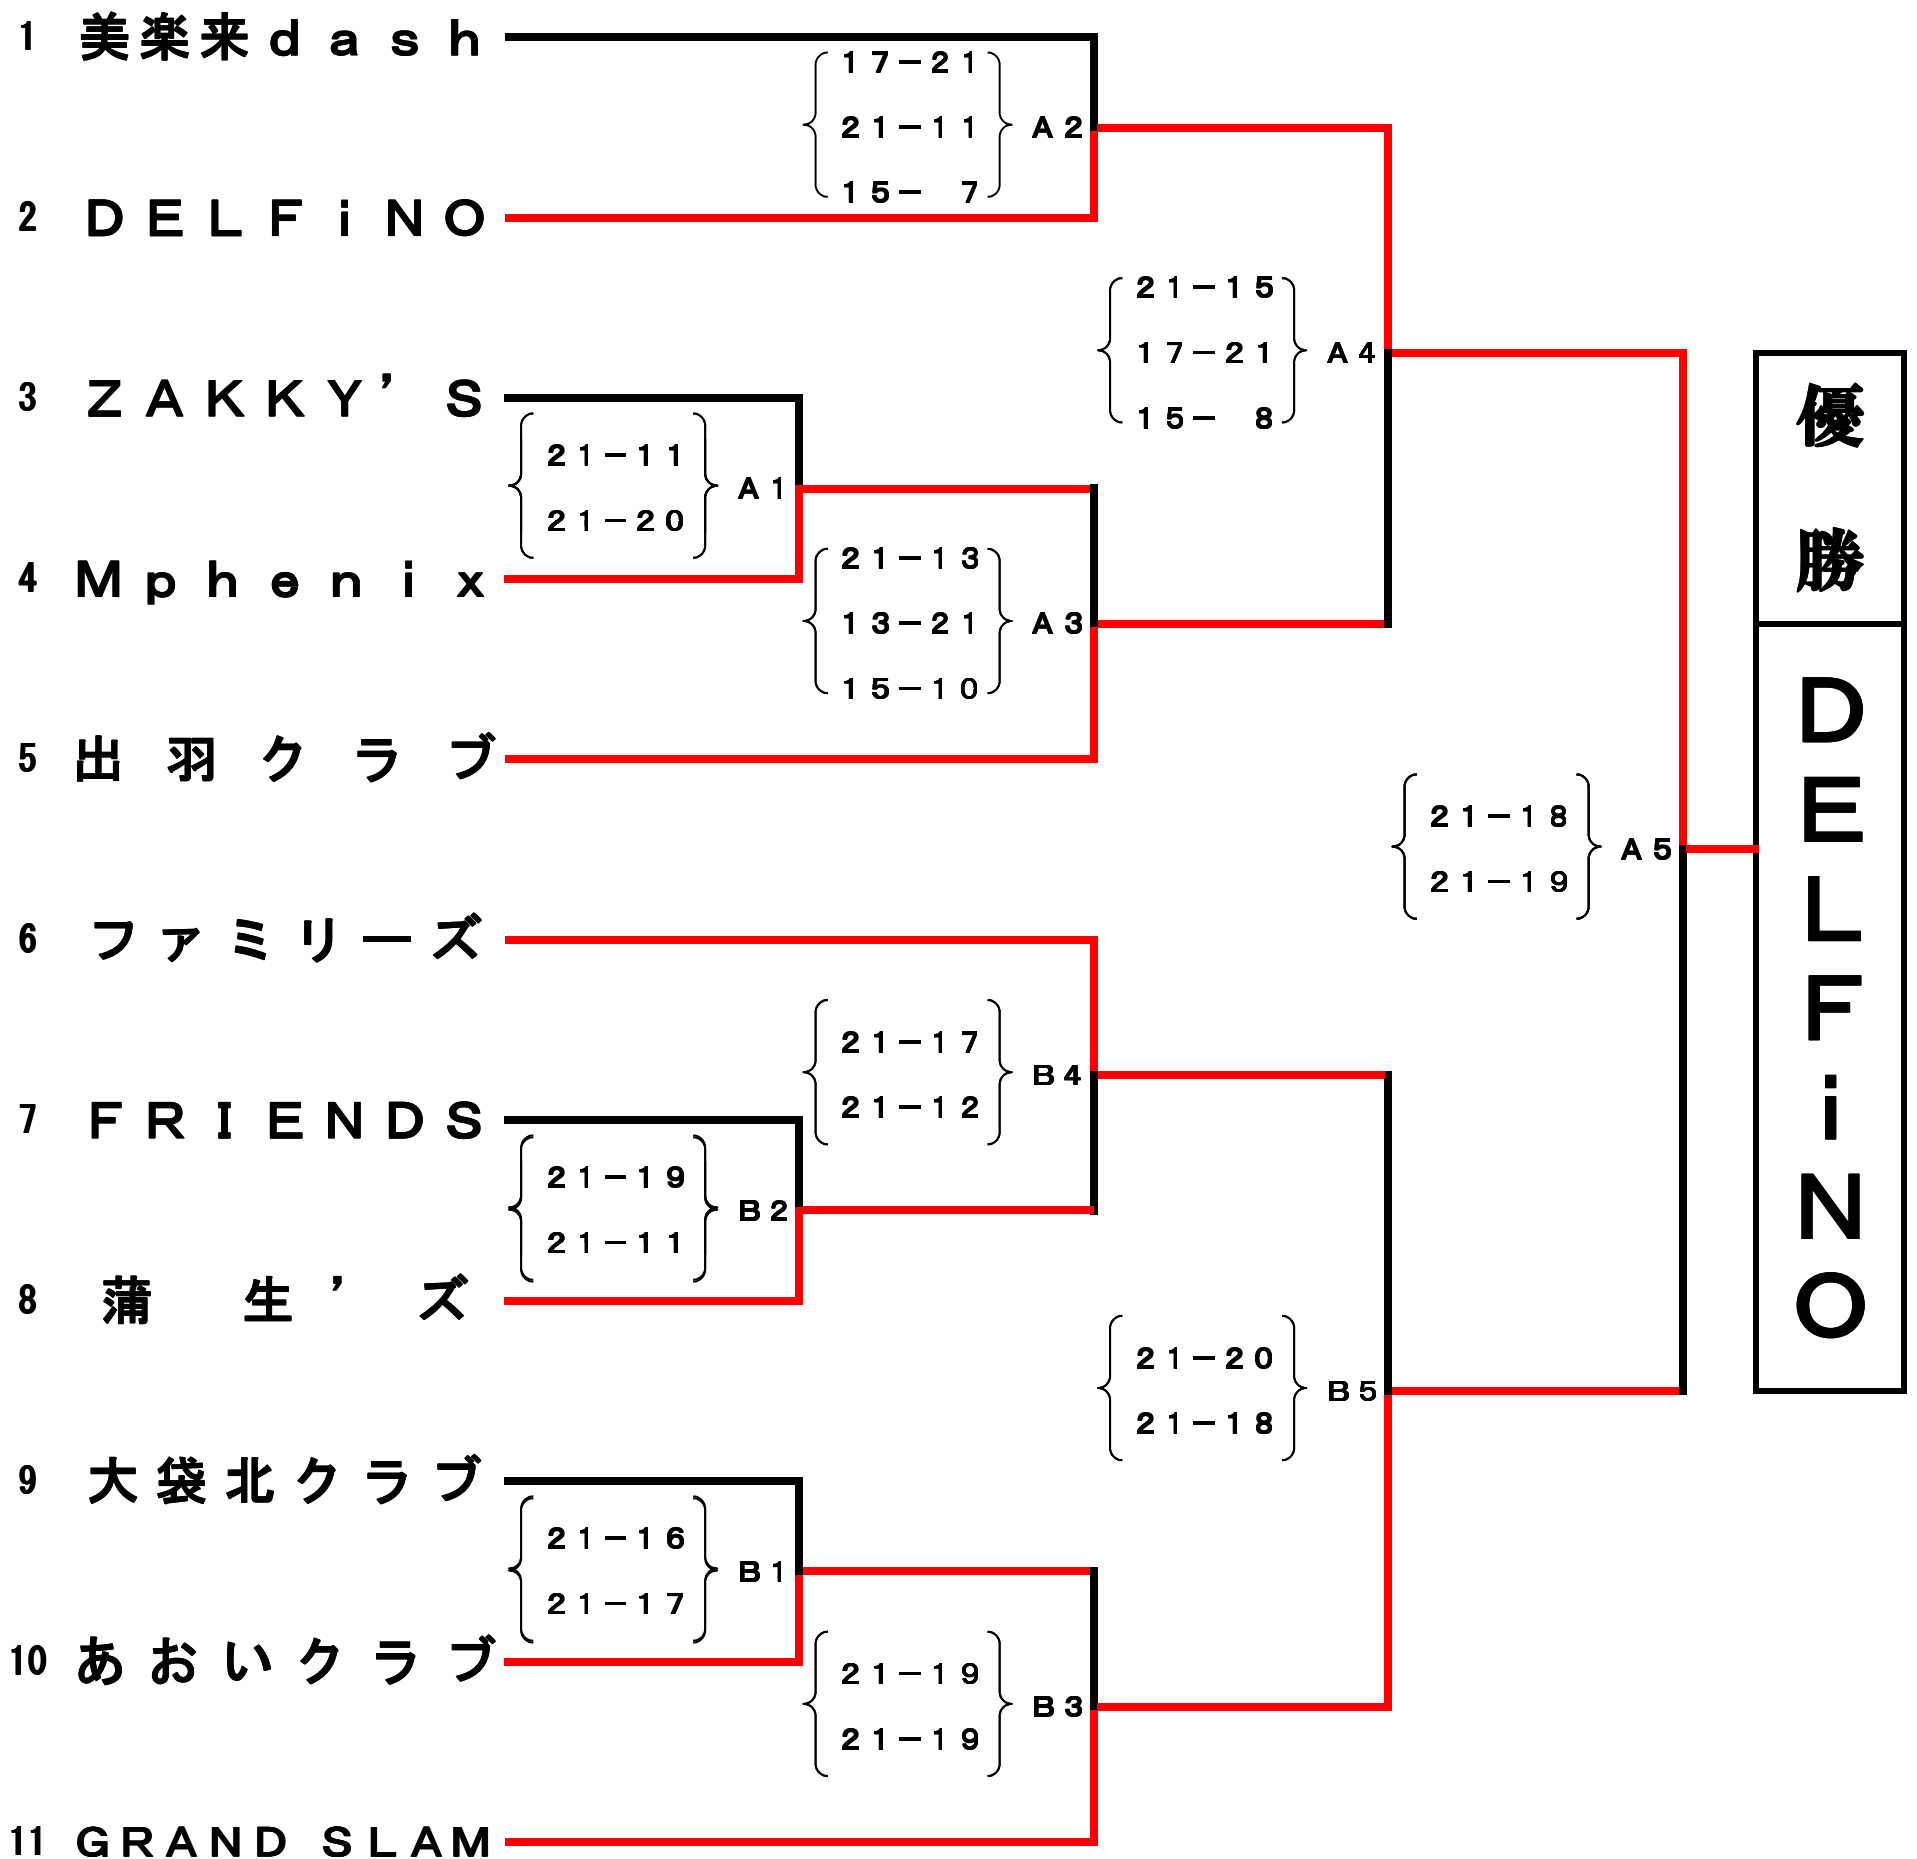 1 美楽来ｄａｓｈ
17－21
21－11 A2
15－ 7
2 ＤＥＬＦｉＮＯ
21－15
17－21 A4
15－ 8
3 ＺＡＫＫＹ’Ｓ
21－11
A1
21－20
4 Ｍｐｈｅｎｉｘ
21－13
13－21 A3
15－10
5 出羽クラブ
21－18
A5
21－19
6 ファミリーズ
21－17
B4
21－12
7 ＦＲＩＥＮＤＳ
21－19
B2
21－11
8 蒲生’ズ
21－20
B5
21－18
9 大袋北クラブ
21－16
B1
21－17
10 あおいクラブ
21－19
B3
21－19
11 GRAND SLAM
優勝
ＤＥＬＦｉＮＯ